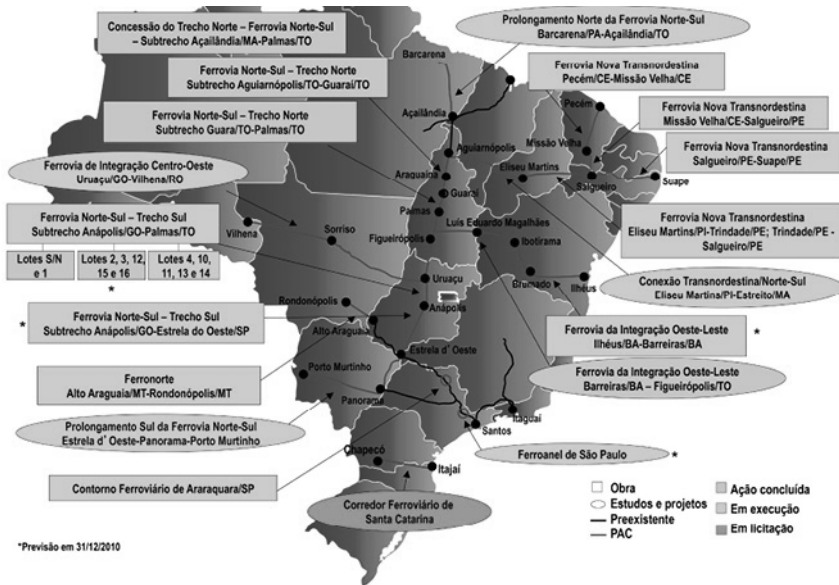 Concessão do Trecho Norte – Ferrovia Norte-Sul –
– Subtrecho Açailândia/MA-Palmas/TO
Ferrovia Norte-Sul – Trecho Norte
Subtrecho Aguiarnópolis/TO-Guaraí/TO
Ferrovia Norte-Sul – Trecho Norte
Subtrecho Guara/TO-Palmas/TO
Ferrovia de Integração Centro-Oeste
Uruaçu/GO-Vilhena/RO
Ferrovia Norte-Sul – Trecho Sul
Subtrecho Anápolis/GO-Palmas/TO
Lotes S/N
e 1
Lotes 2, 3, 12,
15 e 16
Lotes 4, 10,
11, 13 e 14
*
* Ferrovia Norte-Sul – Trecho Sul
Subtrecho Anápolis/GO-Estrela do Oeste/SP
Ferronorte
Alto Araguaia/MT-Rondonópolis/MT
Prolongamento Sul da Ferrovia Norte-Sul
Estrela d' Oeste-Panorama-Porto Murtinho
Contorno Ferroviário de Araraquara/SP
*Previsão em 31/12/2010
Prolongamento Norte da Ferrovia Norte-Sul
Barcarena/PA-Açailândia/TO
Ferrovia Nova Transnordestina
Pecém/CE-Missão Velha/CE
Ferrovia Nova Transnordestina
Missão Velha/CE-Salgueiro/PE
Ferrovia Nova Transnordestina
Salgueiro/PE-Suape/PE
Ferrovia Nova Transnordestina
Eliseu Martins/PI-Trindade/PE; Trindade/PE -
Salgueiro/PE
Conexão Transnordestina/Norte-Sul
Eliseu Martins/PI-Estreito/MA
Ferrovia da Integração Oeste-Leste *
Ilhéus/BA-Barreiras/BA
Ferrovia da Integração Oeste-Leste
Barreiras/BA – Figueirópolis/TO
Ferroanel de São Paulo *
Corredor Ferroviário de
Santa Catarina
Barcarena
Açailândia
Aguiarnópolis
Araguaina
Guaraí
Palmas
Figueirópolis
Luís Eduardo Magalhães
Pecém
Missão Velha
Eliseu Martins
Salgueiro
Suape
Ibotirama
Brumado
Ilhéus
Vilhena
Sorriso
Uruaçu
Anápolis
Rondonópolis
Alto Araguaia
Estrela d' Oeste
Porto Murtinho
Panorama
Itaguaí
Santos
Chapecó
Itajaí
Obra
Estudos e projetos
Preexistente
PAC
Ação concluída
Em execução
Em licitação